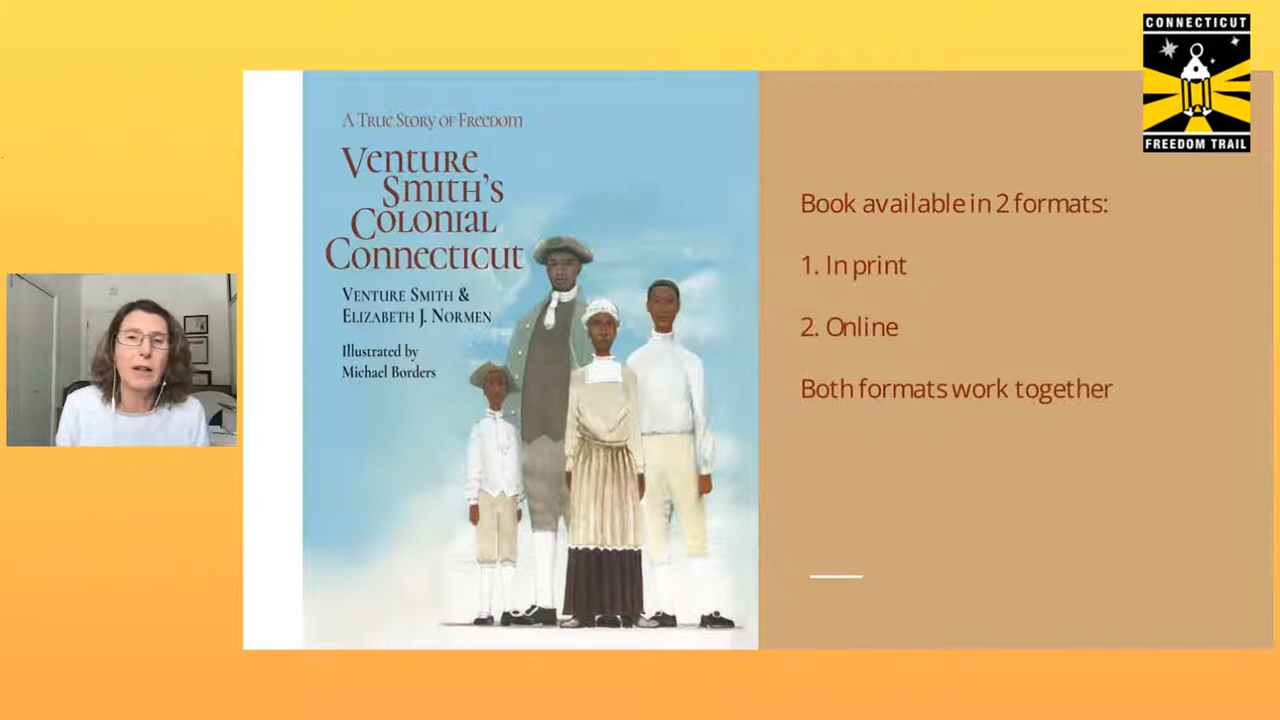 CONNECTICUT
FREEDOM TRAIL
A True Story of Freedom
Venture
Smith's
Colonial
Connecticut
Venture Smith &
Elizabeth J. Normen
Illustrated by
Michael Borders
Book available in 2 formats:
1. In print
2. Online
Both formats work together